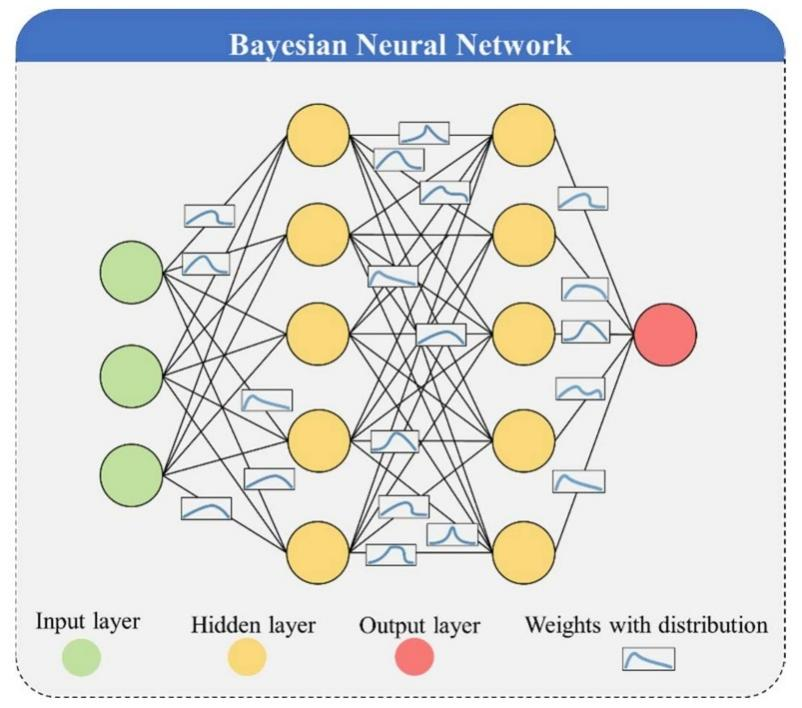 Bayesian Neural Network
Input layer
Hidden layer
Output layer
Weights with distribution